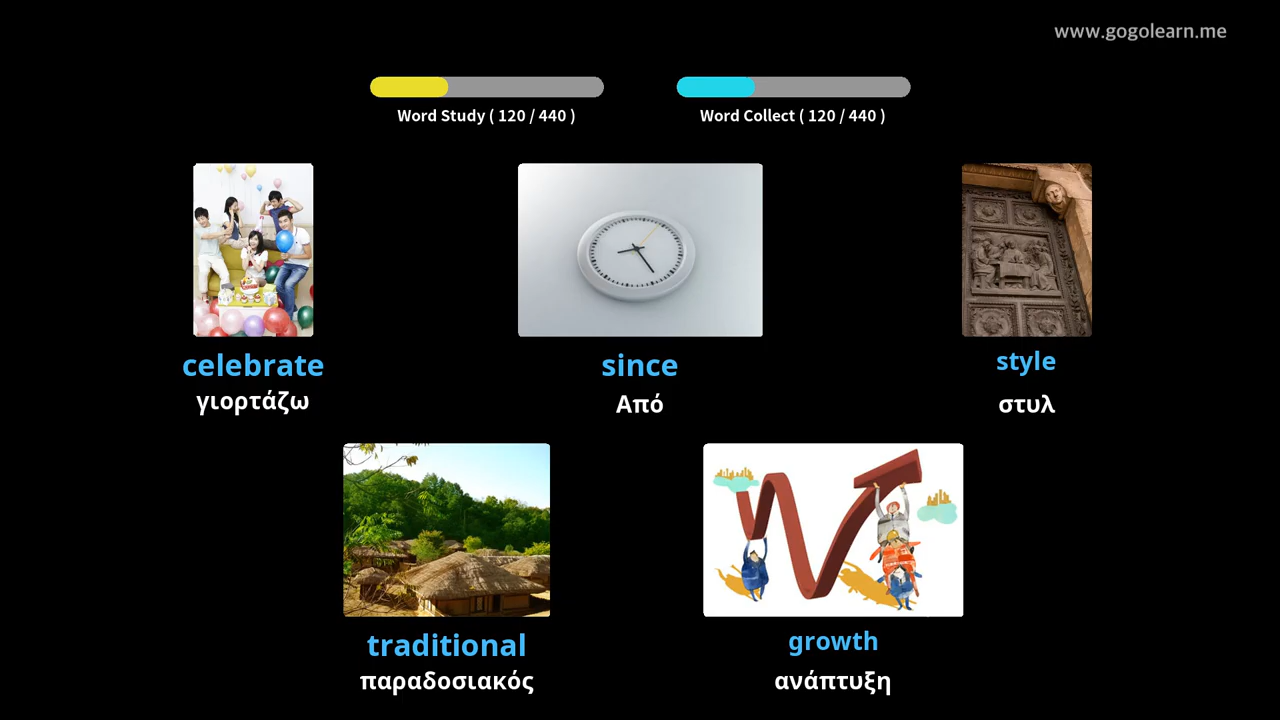 www.gogolearn.me
Word Study ( 120 / 440 )
Word Collect ( 120 / 440 )
celebrate
γιορτάζω
since
Από
style
στυλ
traditional
παραδοσιακός
growth
ανάπτυξη